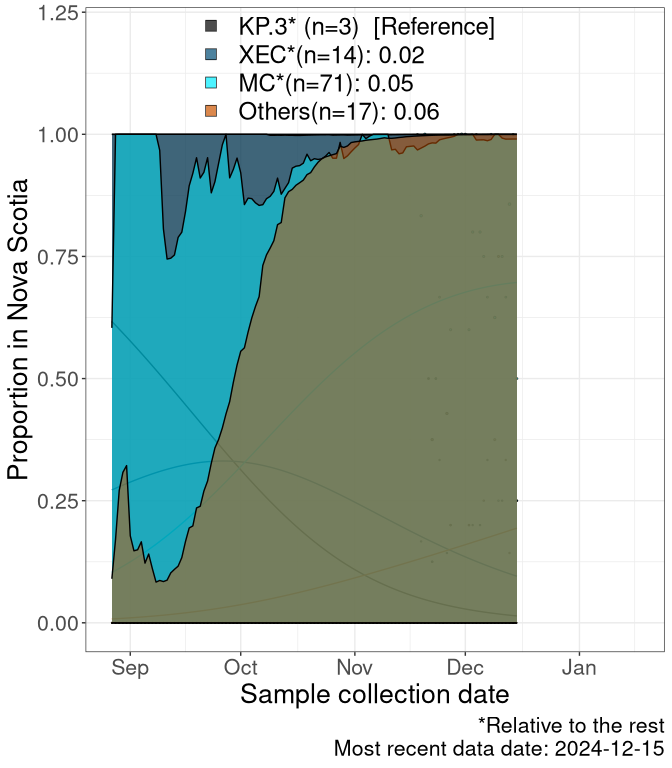 KP.3* (n=3)  [Reference]
XEC*(n=14): 0.02
MC*(n=71): 0.05
Others(n=17): 0.06
1.25
1.00
0.75
0.50
0.25
0.00
Proportion in Nova Scotia
Sep Oct Nov Dec Jan
Sample collection date
*Relative to the rest
Most recent data date: 2024-12-15